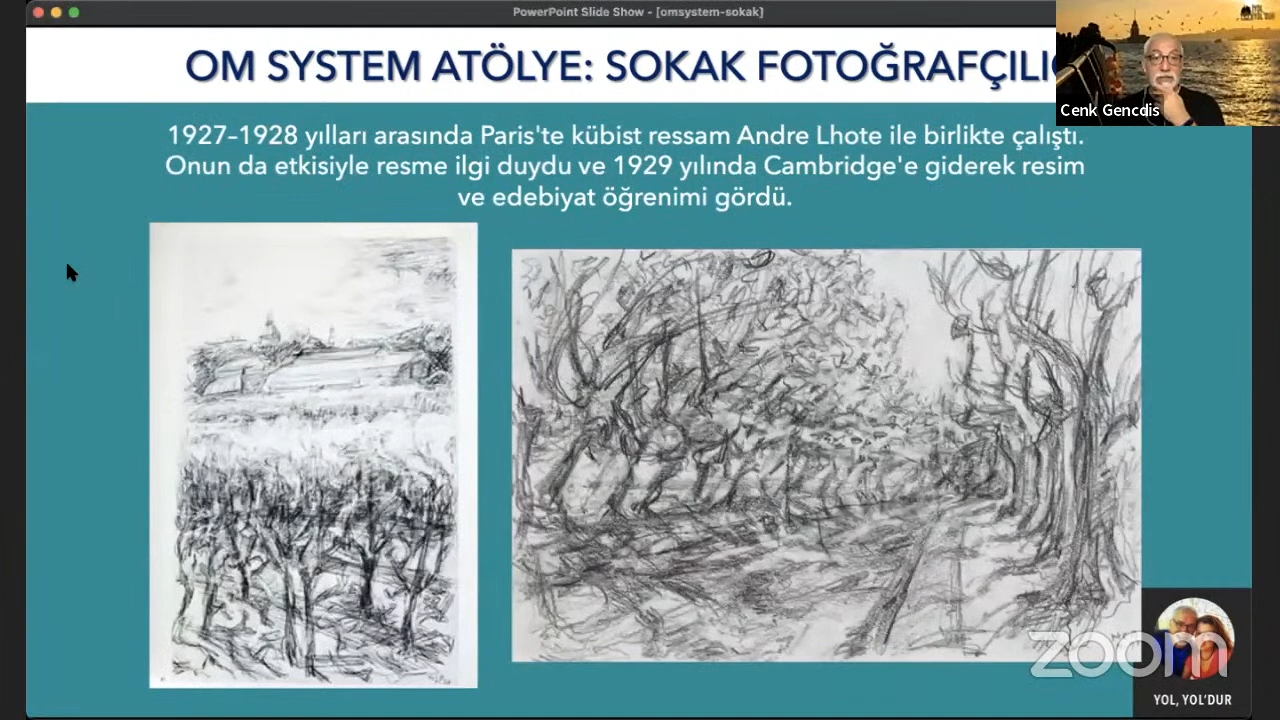 PowerPoint Slide Show - [omsystem-sokak]
OM SYSTEM ATÖLYE: SOKAK FOTOĞRAFÇILI
1927–1928 yılları arasında Paris'te kübist ressam Andre Lhote ile birlikte çalıştı.
Onun da etkisiyle resme ilgi duydu ve 1929 yılında Cambridge'e giderek resim
ve edebiyat öğrenimi gördü.
Cenk Gencdis
zoom
YOL, YOL'DUR